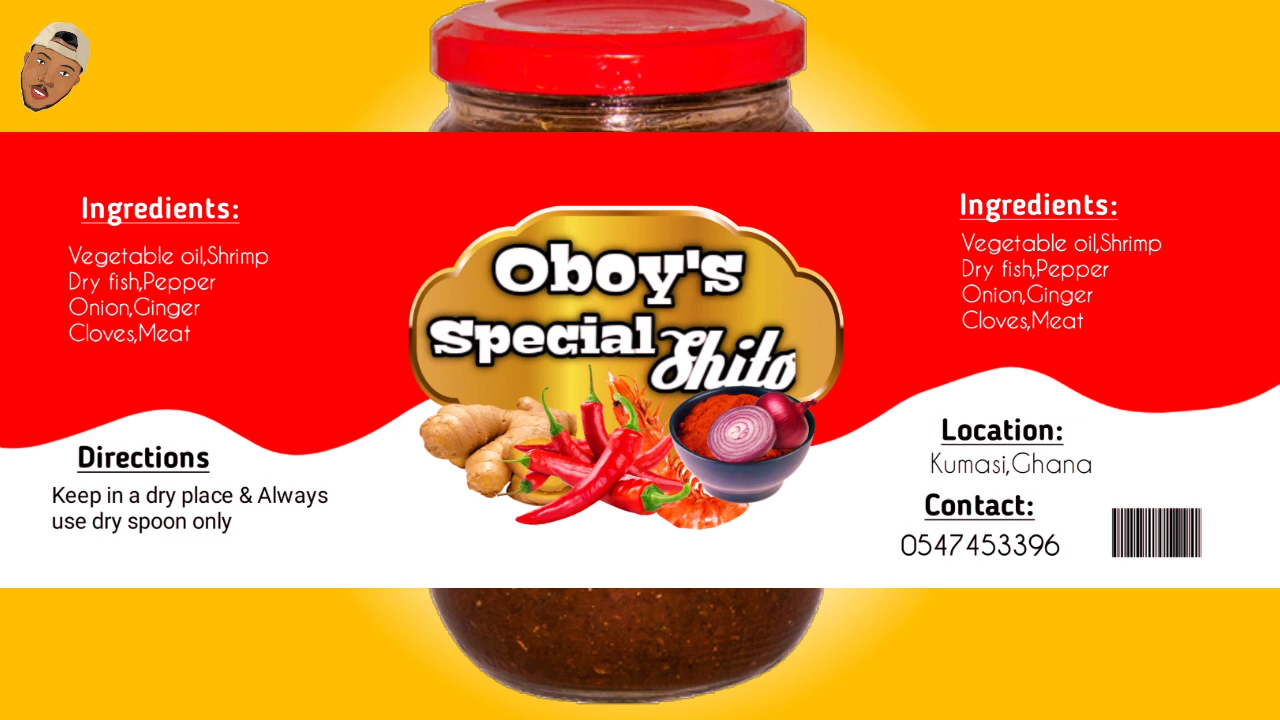 Ingredients:
Vegetable oil,Shrimp
Dry fish,Pepper
Onion,Ginger
Cloves,Meat
Directions
Keep in a dry place & Always
use dry spoon only
Oboy's
Special Shito
Ingredients:
Vegetable oil,Shrimp
Dry fish,Pepper
Onion,Ginger
Cloves,Meat
Location:
Kumasi,Ghana
Contact:
0547453396